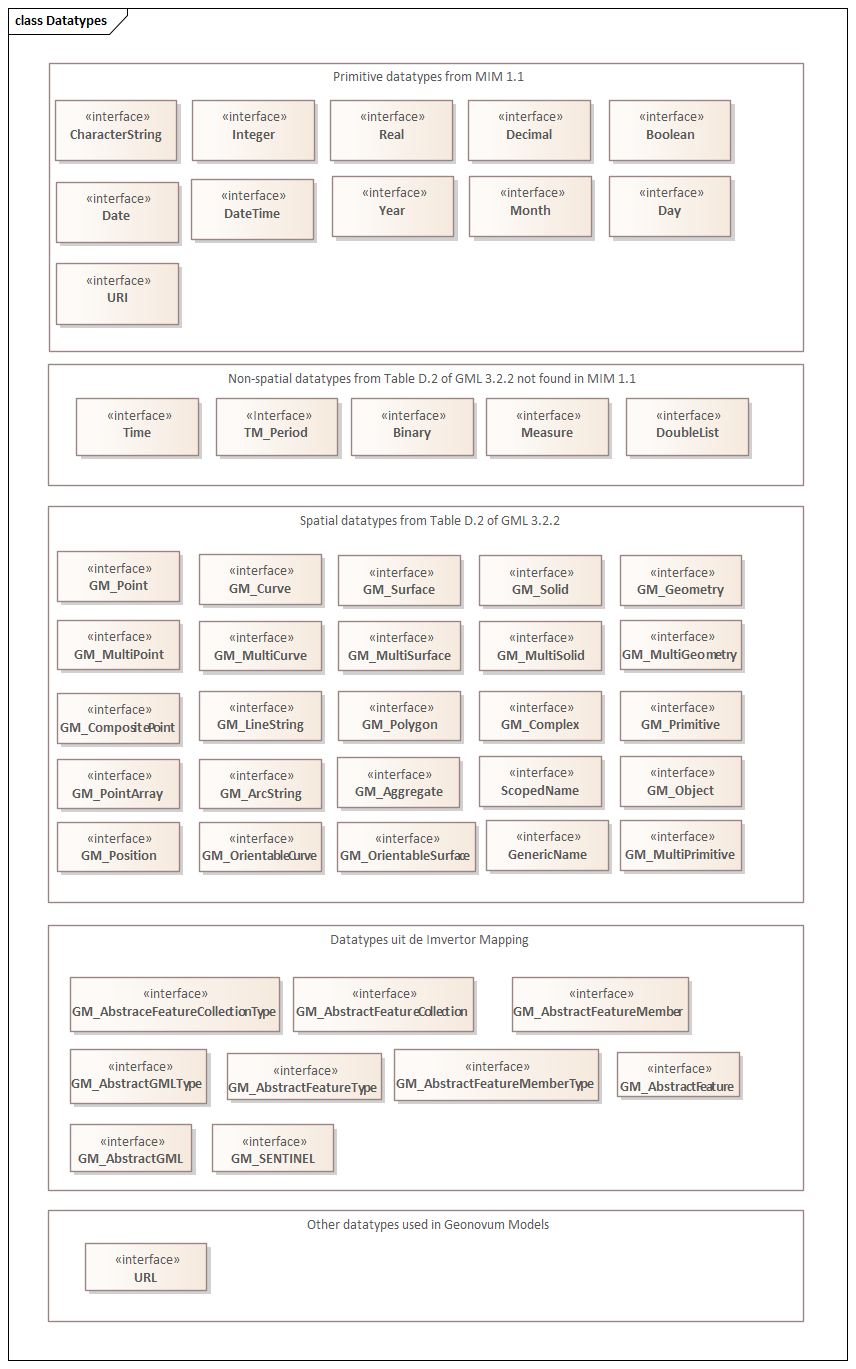 class Datatypes
Primitive datatypes from MIM 1.1
«interface» «interface» «interface» «interface» «interface»
CharacterString Integer Real Decimal Boolean
«interface» «interface» «interface» «interface» «interface»
Date DateTime Year Month Day
«interface»
URI
Non-spatial datatypes from Table D.2 of GML 3.2.2 not found in MIM 1.1
«interface» «Interface» «interface» «interface» «interface»
Time TM_Period Binary Measure DoubleList
Spatial datatypes from Table D.2 of GML 3.2.2
«interface» «interface» «interface» «interface» «interface»
GM_Point GM_Curve GM_Surface GM_Solid GM_Geometry
«interface» «interface» «interface» «interface» «interface»
GM_MultiPoint GM_MultiCurve GM_MultiSurface GM_MultiSolid GM_MultiGeometry
«interface» «interface» «interface» «interface» «interface»
GM_CompositePoint GM_LineString GM_Polygon GM_Complex GM_Primitive
«interface» «interface» «interface» «interface» «interface»
GM_PointArray GM_ArcString GM_Aggregate ScopedName GM_Object
«interface» «interface» «interface» «interface» «interface»
GM_Position GM_OrientableCurve GM_OrientableSurface GenericName GM_MultiPrimitive
Datatypes uit de Imvertor Mapping
«interface» «interface» «interface»
GM_AbstraceFeatureCollectionType GM_AbstractFeatureCollection GM_AbstractFeatureMember
«interface» «interface» «interface» «interface»
GM_AbstractGMLType GM_AbstractFeatureType GM_AbstractFeatureMemberType GM_AbstractFeature
«interface» «interface»
GM_AbstractGML GM_SENTINEL
Other datatypes used in Geonovum Models
«interface»
URL